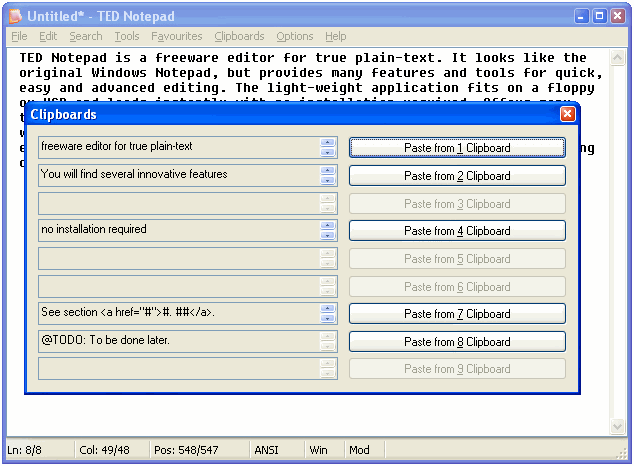 Untitled* - TED Notepad
File Edit Search Tools Favourites Clipboards Options Help
TED Notepad is a freeware editor for true plain-text. It looks like the
original Windows Notepad, but provides many features and tools for quick,
easy and advanced editing. The light-weight application fits on a floppy
Clipboards
freeware editor for true plain-text Paste from 1 Clipboard
You will find several innovative features Paste from 2 Clipboard
Paste from 3 Clipboard
no installation required Paste from 4 Clipboard
Paste from 5 Clipboard
Paste from 6 Clipboard
See section <a href="#">#. ##</a>. Paste from 7 Clipboard
@TODO: To be done later. Paste from 8 Clipboard
Paste from 9 Clipboard
Ln: 8/8 Col: 49/48 Pos: 548/547 ANSI Win Mod